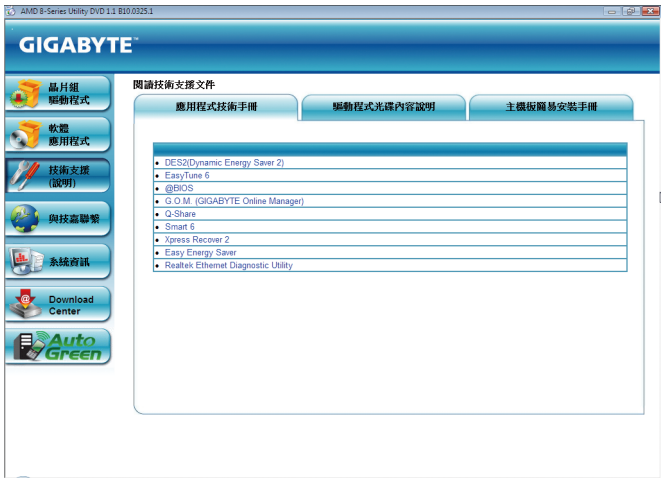 AMD 8-Series Utility DVD 1.1 B10.0325.1
GIGABYTE™
晶片組
驅動程式
軟體
應用程式
技術支援
(說明)
與技嘉聯繫
系統資訊
Download
Center
Auto
Green
閱讀技術支援文件
應用程式技術手冊
驅動程式光碟內容說明
主機板簡易安裝手冊
DES2(Dynamic Energy Saver 2)
EasyTune 6
@BIOS
G.O.M. (GIGABYTE Online Manager)
Q-Share
Smart 6
Xpress Recover 2
Easy Energy Saver
Realtek Ethernet Diagnostic Utility